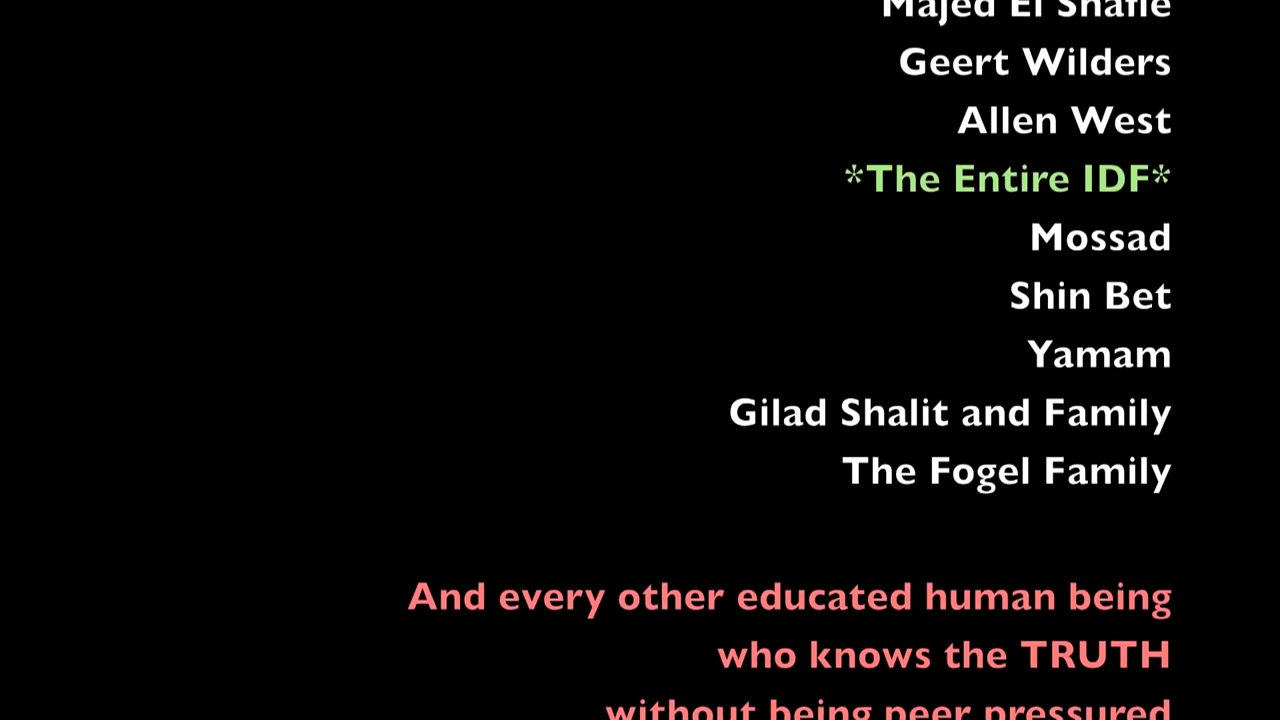 Majed El Shafie
Geert Wilders
Allen West
*The Entire IDF*
Mossad
Shin Bet
Yamam
Gilad Shalit and Family
The Fogel Family
And every other educated human being
who knows the TRUTH
without being peer pressured